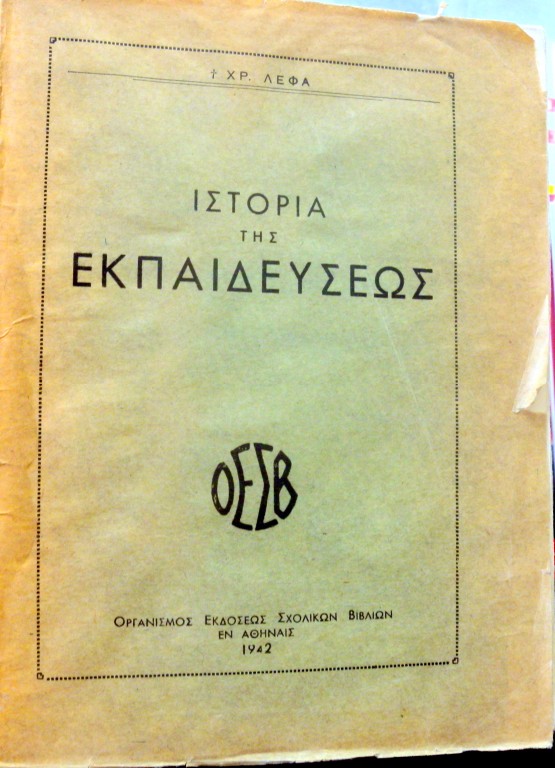 † ΧΡ. ΛΕΦΑ
ΙΣΤΟΡΙΑ
ΤΗΣ
ΕΚΠΑΙΔΕΥΣΕΩΣ
ΟΕΣΒ
ΟΡΓΑΝΙΣΜΟΣ ΕΚΔΟΣΕΩΣ ΣΧΟΛΙΚΩΝ ΒΙΒΛΙΩΝ
ΕΝ ΑΘΗΝΑΙΣ
1942